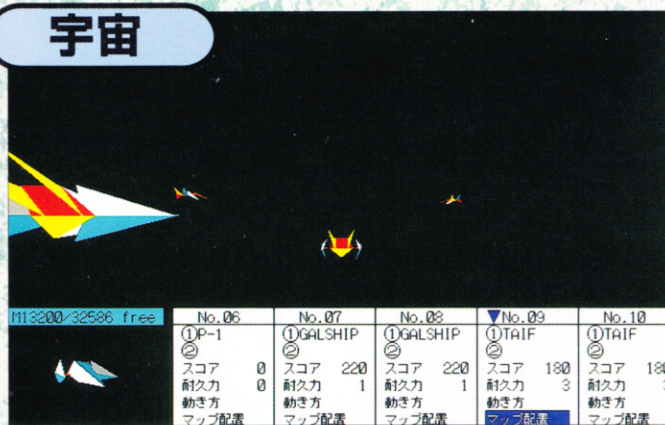 宇宙
M13200/32586 free
No.06 No.07 No.08 ▼No.09 No.10
①P-1 ①GALSHIP ①GALSHIP ①TAIF ①TAIF
② ② ② ② ②
スコア 0 スコア 220 スコア 220 スコア 180 スコア 180
耐久力 0 耐久力 1 耐久力 1 耐久力 3 耐久力 3
動き方 動き方 動き方 動き方 動き方
マップ配置 マップ配置 マップ配置 マップ配置 マップ配置